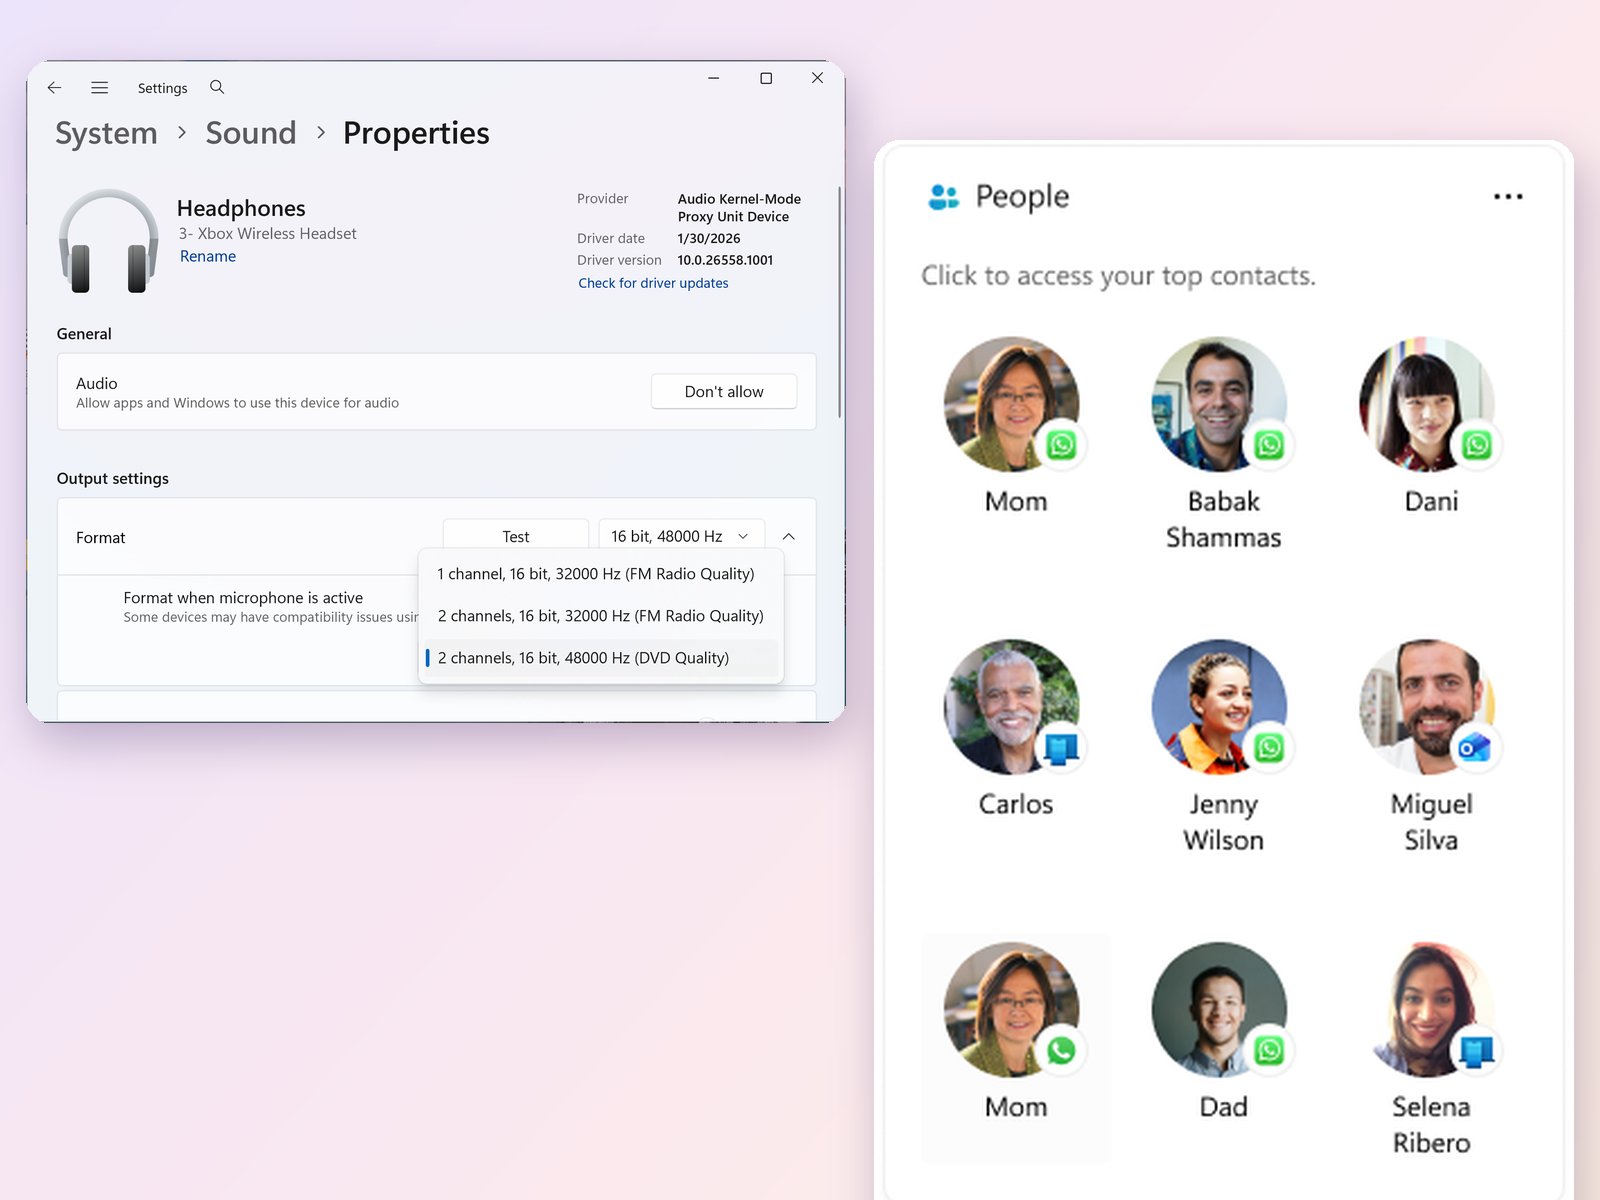 Settings
System > Sound > Properties
Headphones
3- Xbox Wireless Headset
Rename
Provider Audio Kernel-Mode
Proxy Unit Device
Driver date 1/30/2026
Driver version 10.0.26558.1001
Check for driver updates
General
Audio
Allow apps and Windows to use this device for audio
Don't allow
Output settings
Format Test 16 bit, 48000 Hz
1 channel, 16 bit, 32000 Hz (FM Radio Quality)
Format when microphone is active
Some devices may have compatibility issues
2 channels, 16 bit, 32000 Hz (FM Radio Quality)
2 channels, 16 bit, 48000 Hz (DVD Quality)
People
Click to access your top contacts.
Mom
Babak
Shammas
Dani
Carlos
Jenny
Wilson
Miguel
Silva
Mom
Dad
Selena
Ribero